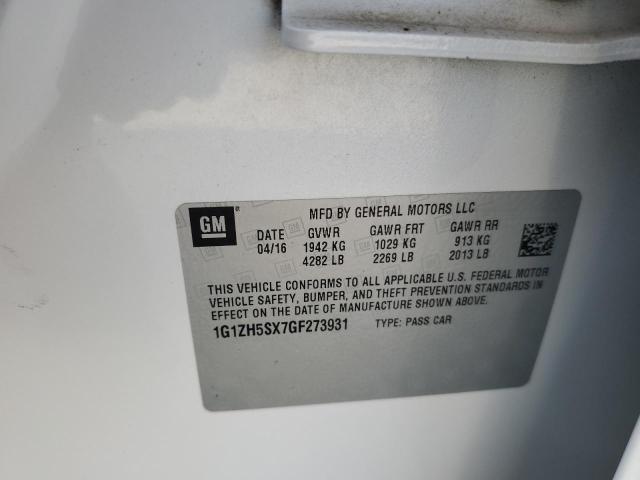 GM
MFD BY GENERAL MOTORS LLC
DATE GVWR GAWR FRT GAWR RR
04/16 1942 KG 1029 KG 913 KG
4282 LB 2269 LB 2013 LB
THIS VEHICLE CONFORMS TO ALL APPLICABLE U.S. FEDERAL MOTOR
VEHICLE SAFETY, BUMPER, AND THEFT PREVENTION STANDARDS IN
EFFECT ON THE DATE OF MANUFACTURE SHOWN ABOVE.
1G1ZH5SX7GF273931 TYPE: PASS CAR